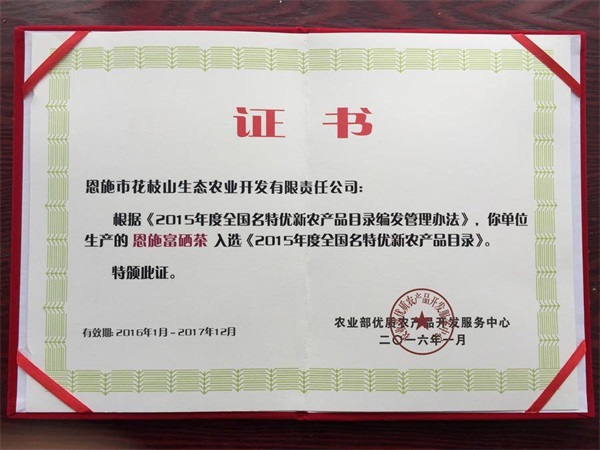 证书
恩施市花枝山生态农业开发有限责任公司：
根据《2015年度全国名特优新农产品目录编发管理办法》，你单位
生产的 恩施富硒茶 入选《2015年度全国名特优新农产品目录》。
特颁此证。
有效期：2016年1月-2017年12月
农业部优质农产品开发服务中心
二〇一六年一月